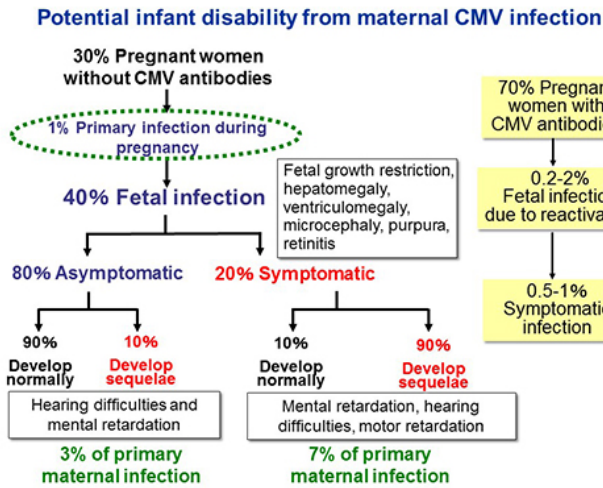 Potential infant disability from maternal CMV infection
30% Pregnant women
without CMV antibodies
1% Primary infection during
pregnancy
40% Fetal infection
Fetal growth restriction,
hepatomegaly,
ventriculomegaly,
microcephaly, purpura,
retinitis
80% Asymptomatic
20% Symptomatic
90%
Develop
normally
10%
Develop
sequelae
Hearing difficulties and
mental retardation
3% of primary
maternal infection
10%
Develop
normally
90%
Develop
sequelae
Mental retardation, hearing
difficulties, motor retardation
7% of primary
maternal infection
70% Pregnan
women with
CMV antibodie
0.2-2%
Fetal infectio
due to reactiva
0.5-1%
Symptomatic
infection